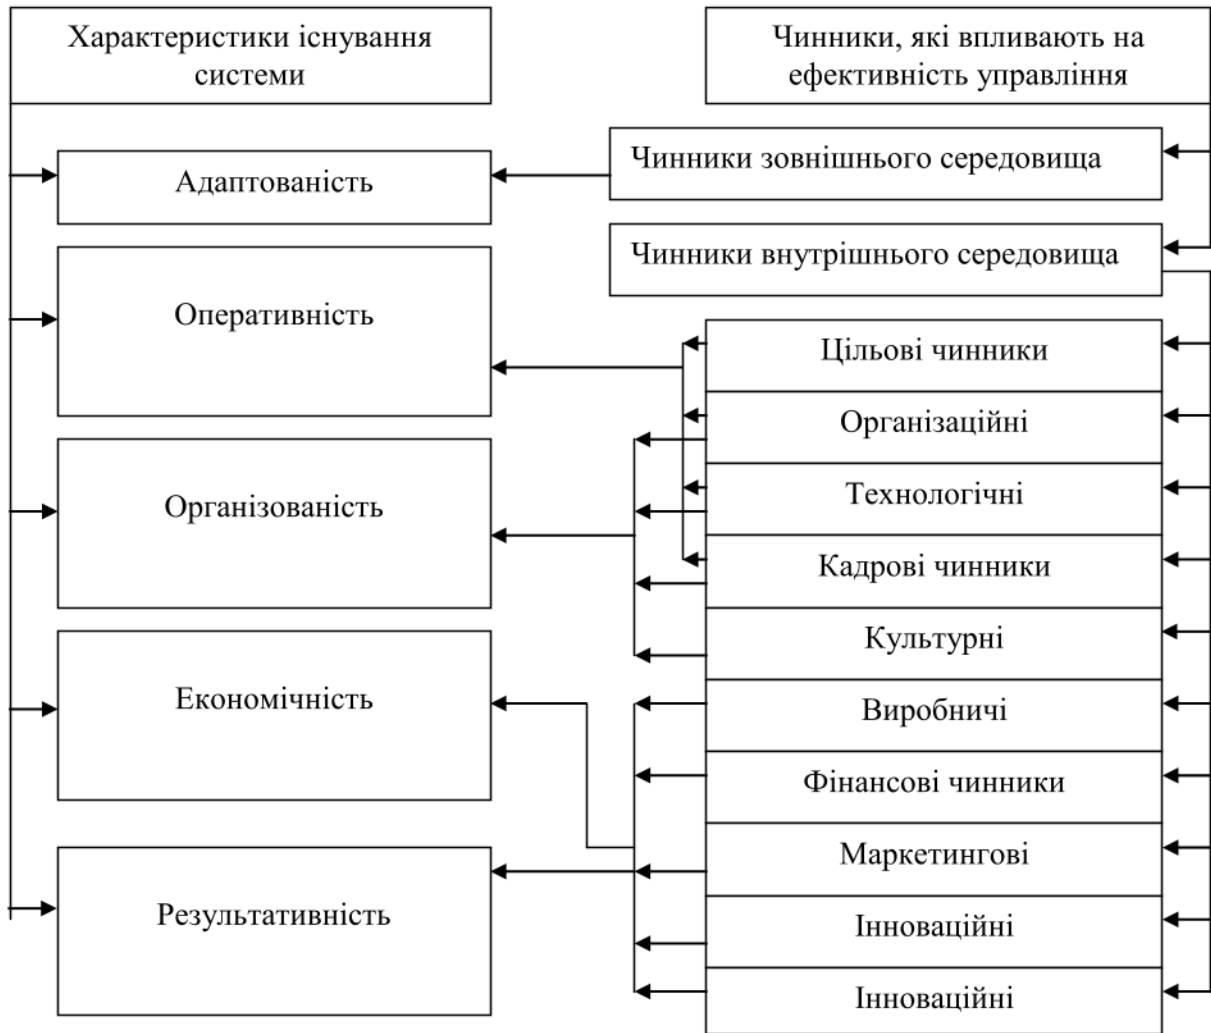 Характеристики існування
системи
Чинники, які впливають на
ефективність управління
Адаптованість
Чинники зовнішнього середовища
Чинники внутрішнього середовища
Оперативність
Цільові чинники
Організаційні
Організованість
Технологічні
Кадрові чинники
Культурні
Економічність
Виробничі
Фінансові чинники
Маркетингові
Результативність
Інноваційні
Інноваційні